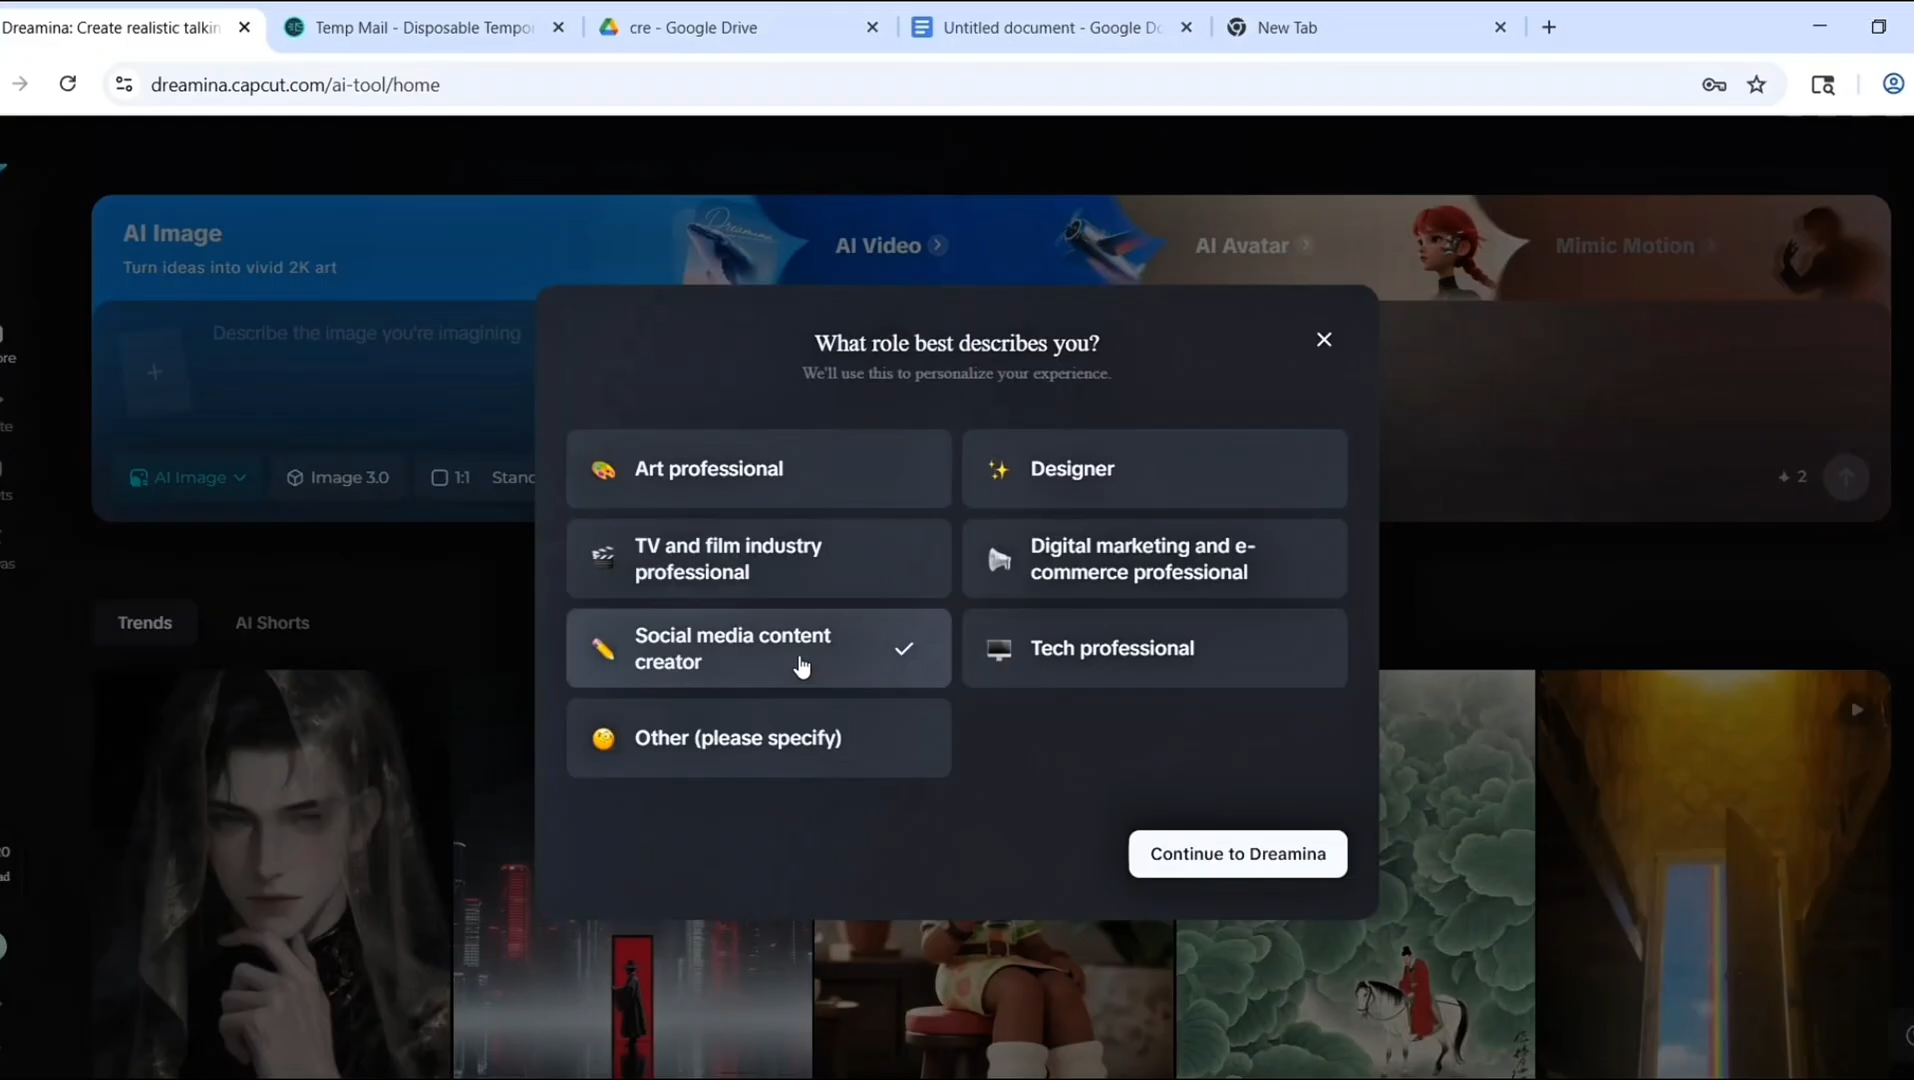 Dreamina: Create realistic talkin
Temp Mail - Disposable Tempor
cre - Google Drive
Untitled document - Google Do
New Tab
dreamina.capcut.com/ai-tool/home
AI Image
Turn ideas into vivid 2K art
AI Video
AI Avatar
Mimic Motion
Describe the image you're imagining
What role best describes you?
We'll use this to personalize your experience.
Art professional
Designer
TV and film industry
professional
Digital marketing and e-
commerce professional
Social media content
creator
Tech professional
Other (please specify)
Continue to Dreamina
AI Image
Image 3.0
1:1
Stand
2
Trends
AI Shorts